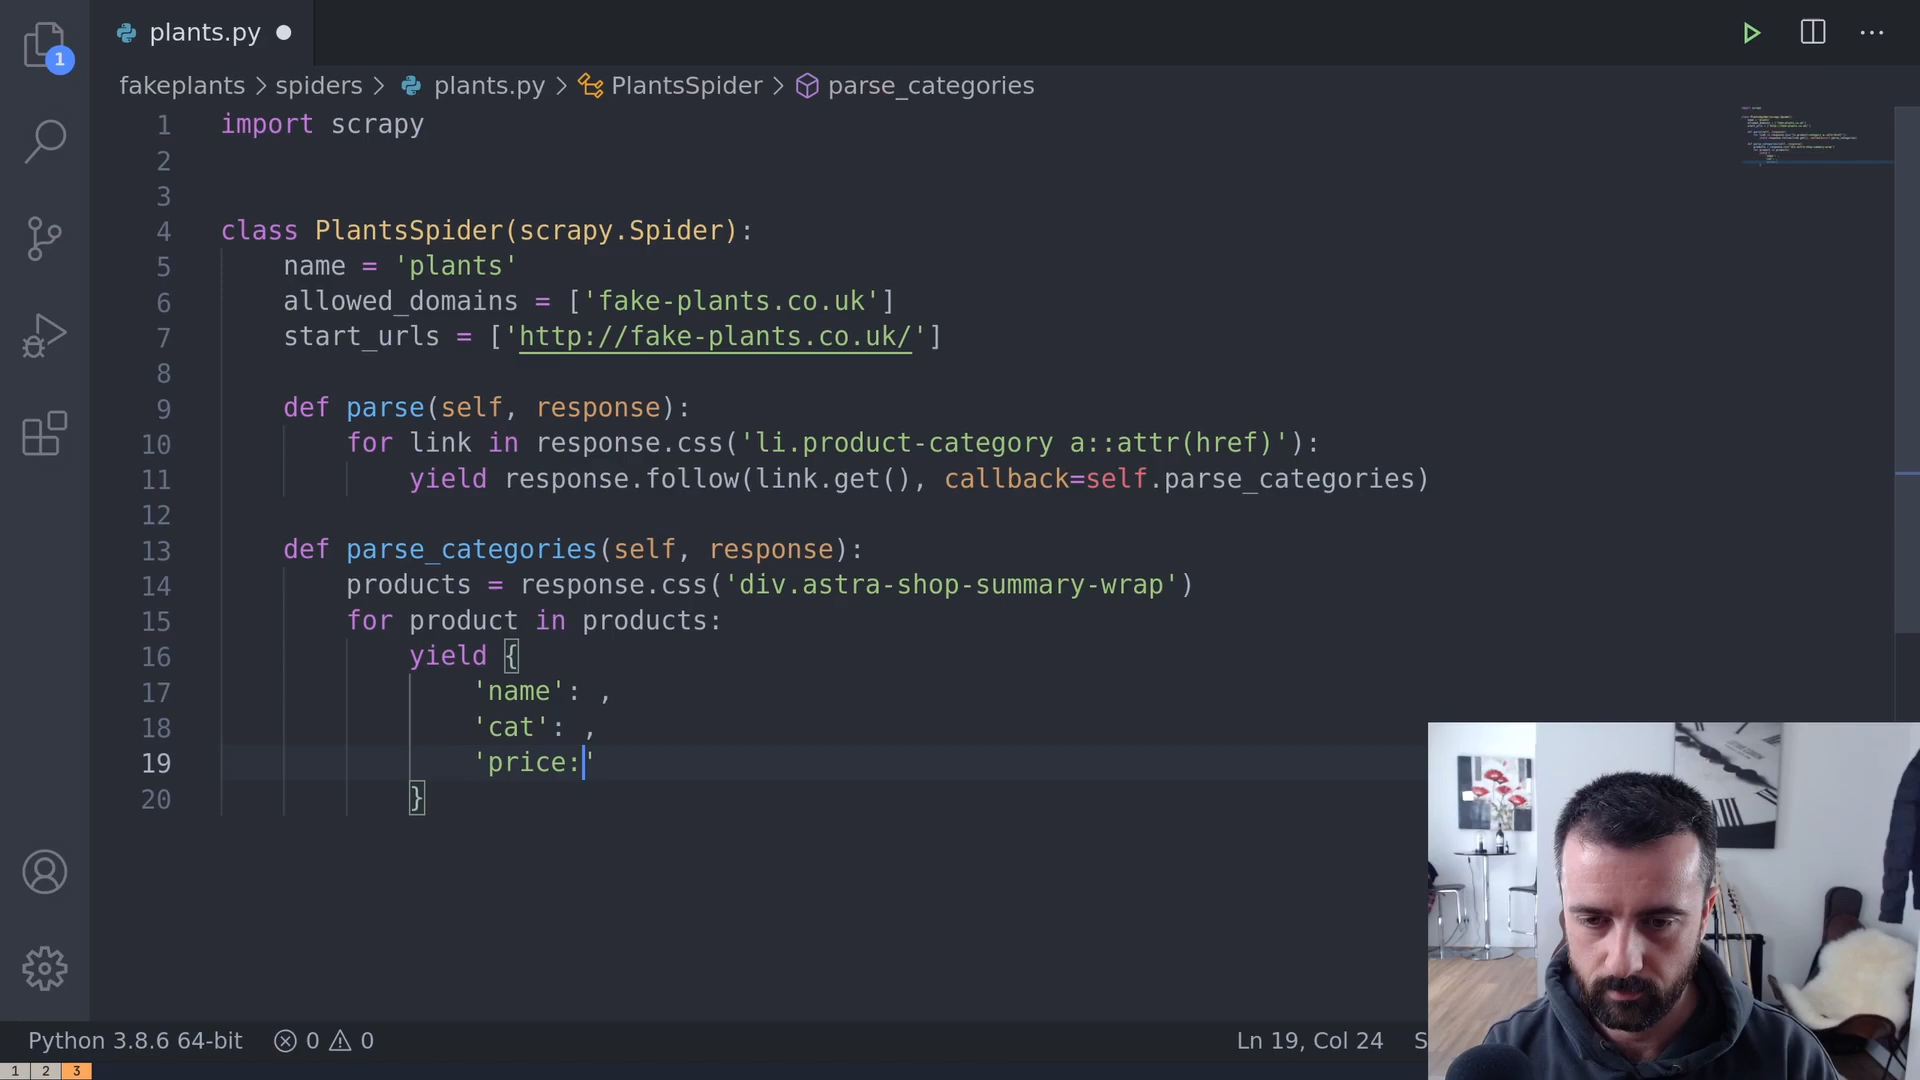 plants.py
1
fakeplants > spiders > plants.py > PlantsSpider > parse_categories
1 import scrapy
2
3
4 class PlantsSpider(scrapy.Spider):
5 name = 'plants'
6 allowed_domains = ['fake-plants.co.uk']
7 start_urls = ['http://fake-plants.co.uk/']
8
9 def parse(self, response):
10 for link in response.css('li.product-category a::attr(href)'):
11 yield response.follow(link.get(), callback=self.parse_categories)
12
13 def parse_categories(self, response):
14 products = response.css('div.astra-shop-summary-wrap')
15 for product in products:
16 yield {
17 'name': ,
18 'cat': ,
19 'price:'
20 }
Python 3.8.6 64-bit 0 0 Ln 19, Col 24 S
1 2 3